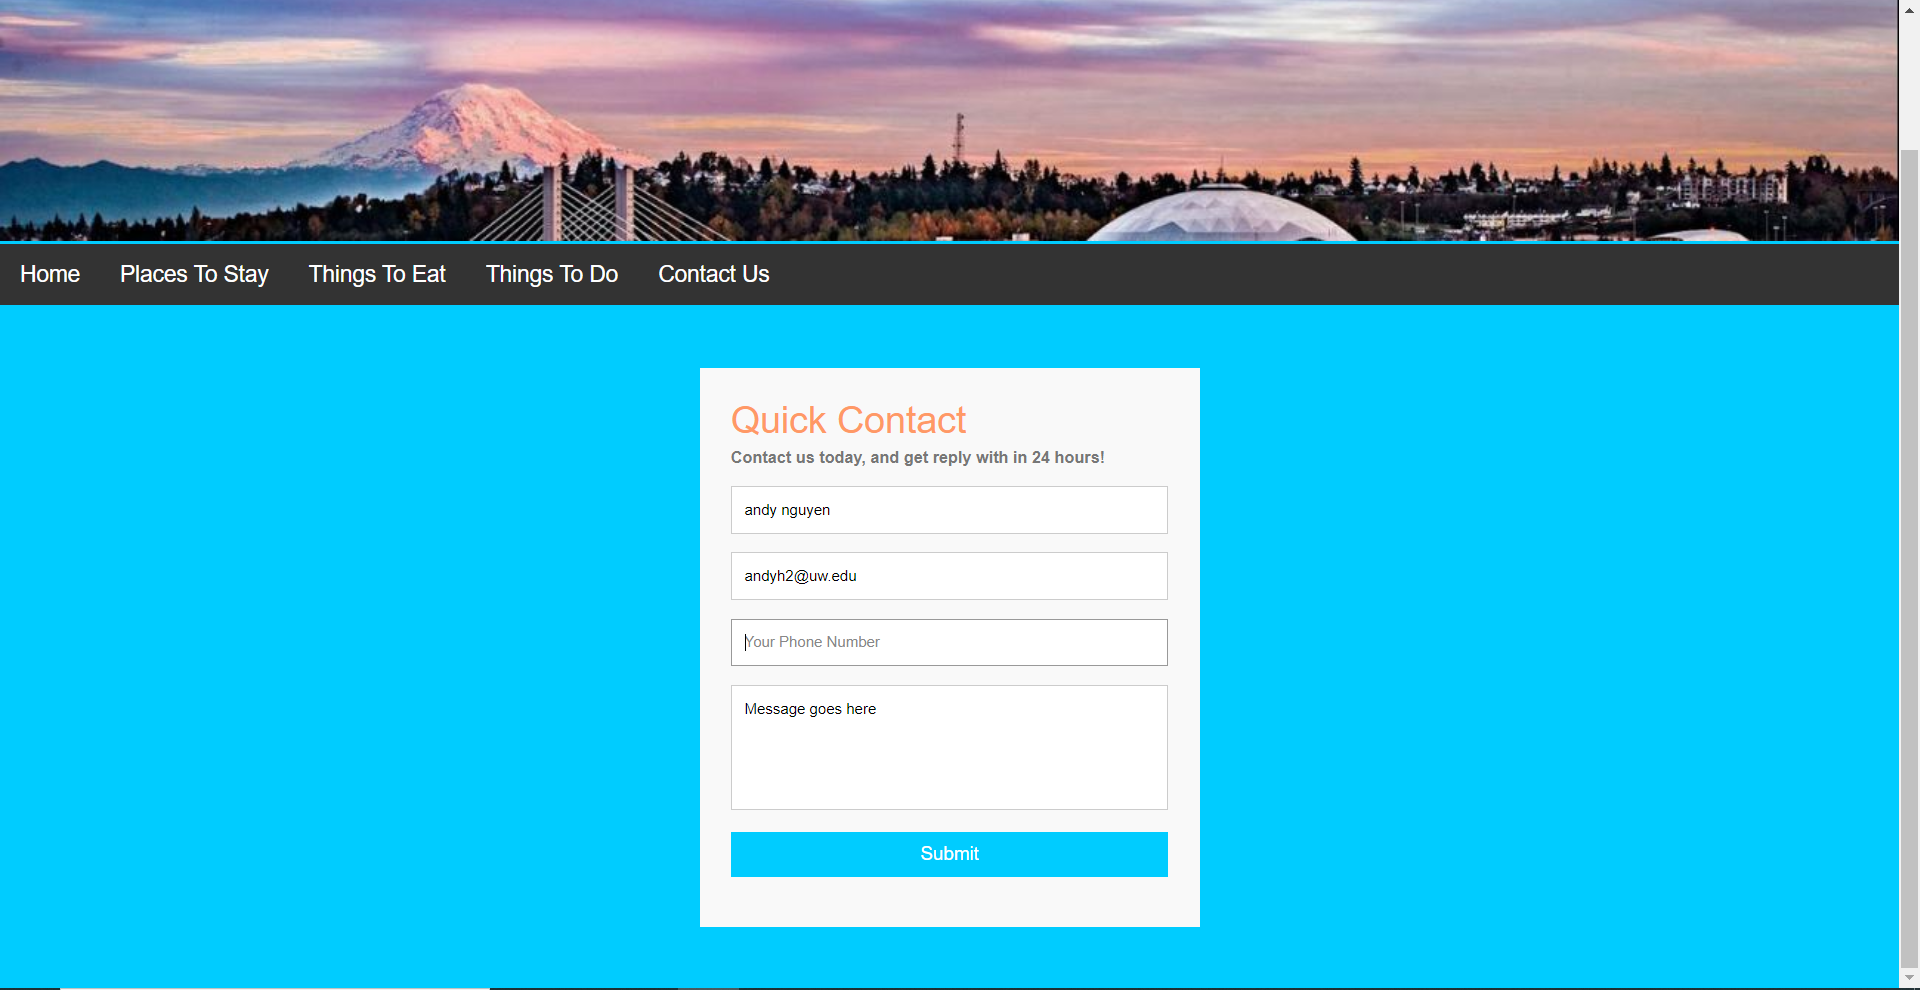 Home Places To Stay Things To Eat Things To Do Contact Us
Quick Contact
Contact us today, and get reply with in 24 hours!
andy nguyen
andyh2@uw.edu
Your Phone Number
Message goes here
Submit